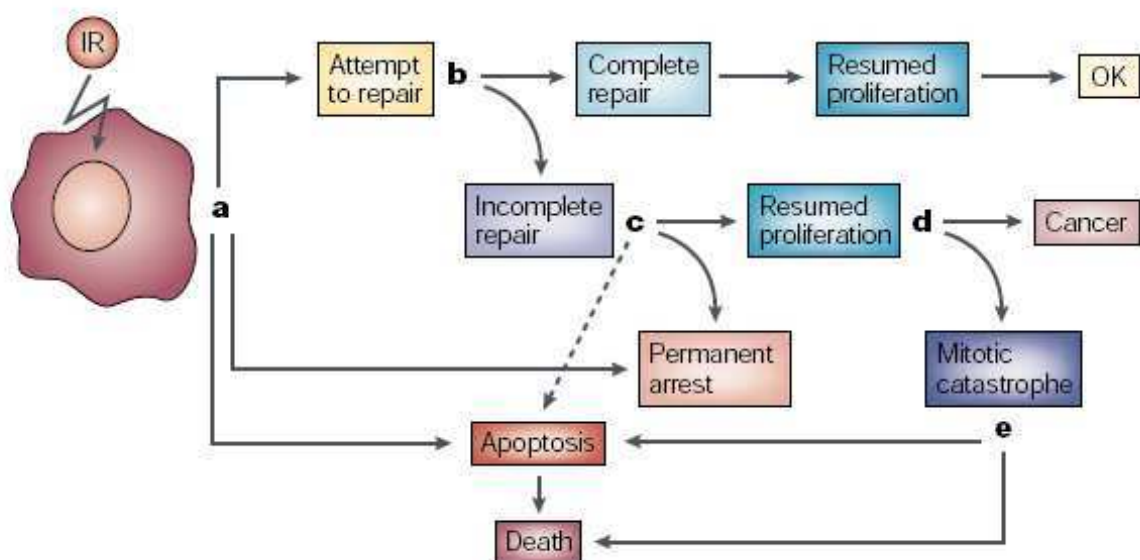 IR
Attempt
to repair
b
Complete
repair
Resumed
proliferation
OK
a
Incomplete
repair
c
Resumed
proliferation
d
Cancer
Permanent
arrest
Mitotic
catastrophe
Apoptosis
e
Death